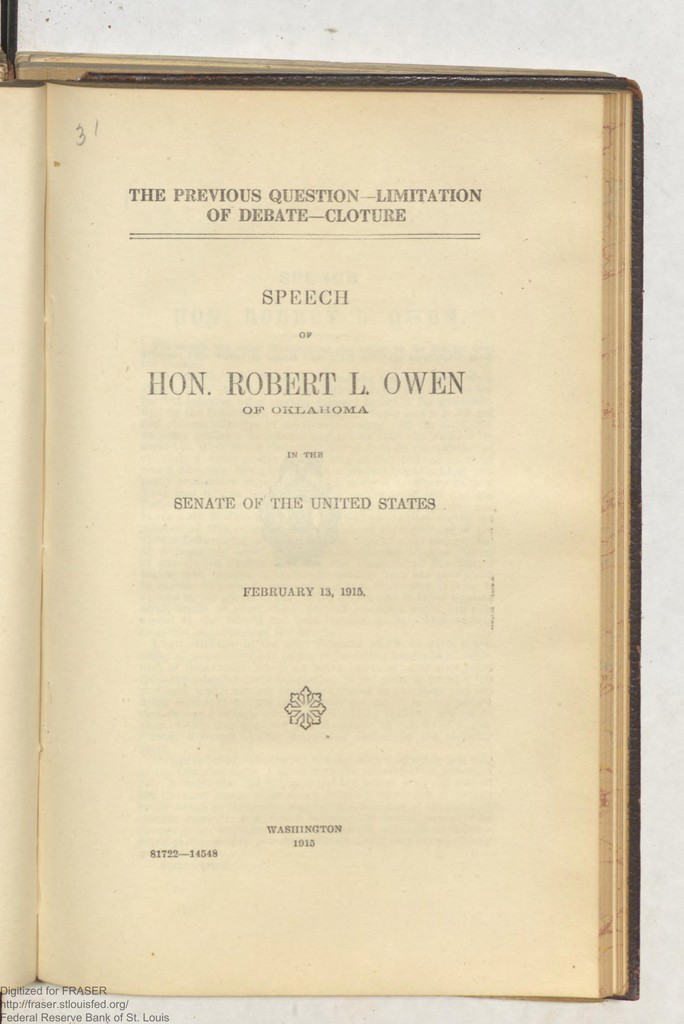 31
THE PREVIOUS QUESTION—LIMITATION
OF DEBATE—CLOTURE
SPEECH
OF
HON. ROBERT L. OWEN
OF OKLAHOMA
IN THE
SENATE OF THE UNITED STATES
FEBRUARY 13, 1915.
WASHINGTON
1915
81722—14548
Digitized for FRASER
http://fraser.stlouisfed.org/
Federal Reserve Bank of St. Louis